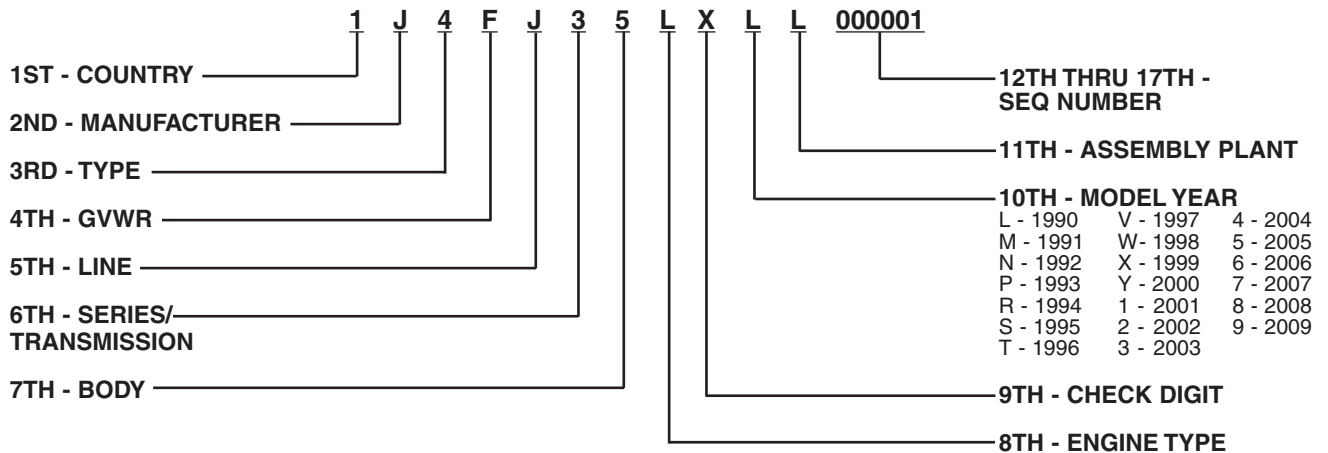 1 J 4 F J 3 5 L X L L 000001
1ST - COUNTRY
2ND - MANUFACTURER
3RD - TYPE
4TH - GVWR
5TH - LINE
6TH - SERIES/
TRANSMISSION
7TH - BODY
12TH THRU 17TH -
SEQ NUMBER
11TH - ASSEMBLY PLANT
10TH - MODEL YEAR
L - 1990 V - 1997 4 - 2004
M - 1991 W- 1998 5 - 2005
N - 1992 X - 1999 6 - 2006
P - 1993 Y - 2000 7 - 2007
R - 1994 1 - 2001 8 - 2008
S - 1995 2 - 2002 9 - 2009
T - 1996 3 - 2003
9TH - CHECK DIGIT
8TH - ENGINE TYPE